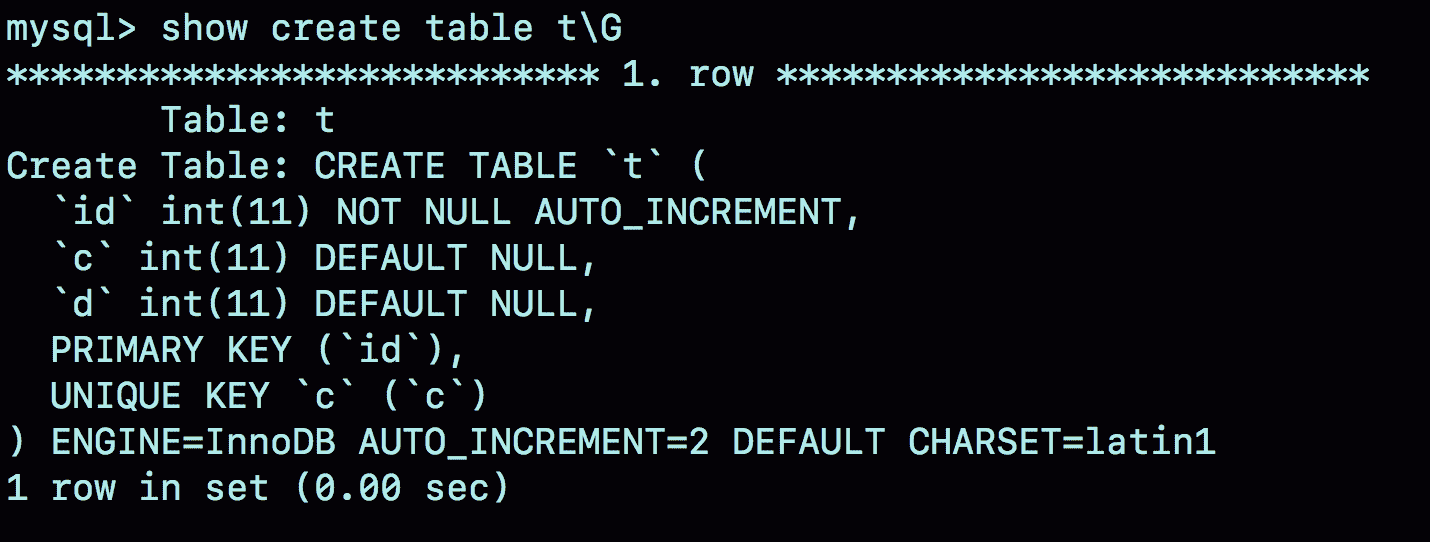 mysql> show create table t\G
*************************** 1. row ***************************
       Table: t
Create Table: CREATE TABLE `t` (
  `id` int(11) NOT NULL AUTO_INCREMENT,
  `c` int(11) DEFAULT NULL,
  `d` int(11) DEFAULT NULL,
  PRIMARY KEY (`id`),
  UNIQUE KEY `c` (`c`)
) ENGINE=InnoDB AUTO_INCREMENT=2 DEFAULT CHARSET=latin1
1 row in set (0.00 sec)